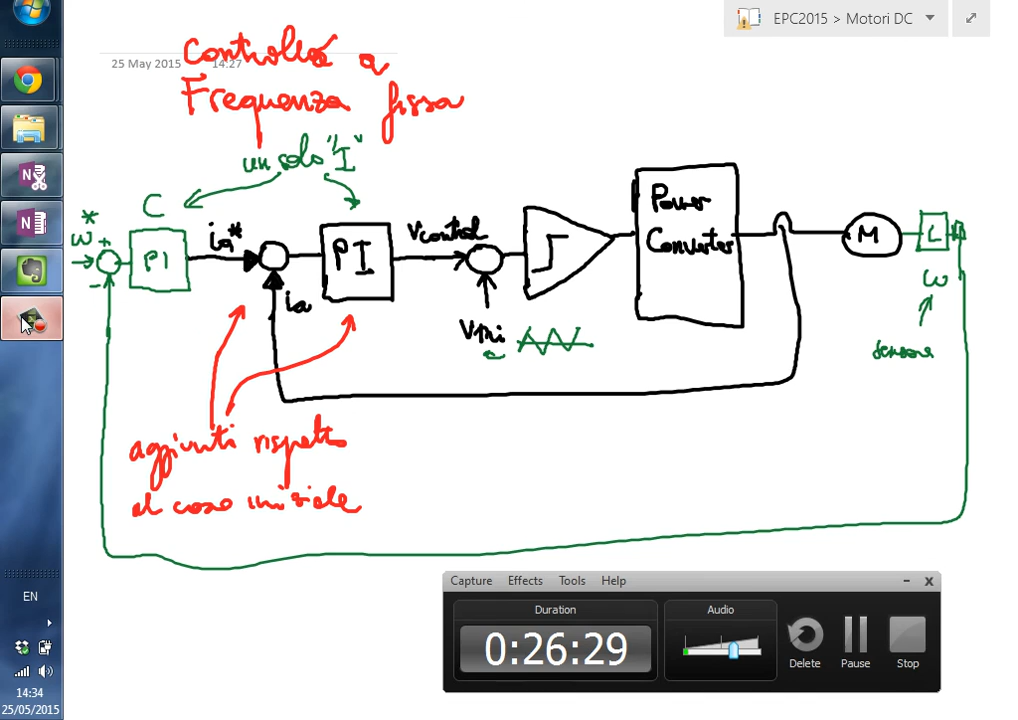 EPC2015 > Motori DC
25 May 2015
14:27
Controllo a
Frequenza fissa
un solo "I"
C
ω*
+
-
PI
ia*
ia
PI
Vcontrol
Vtri
Power
Converter
M
L
ω
sensore
aggiunti rispetto
al caso iniziale
N
N
EN
14:34
25/05/2015
Capture Effects Tools Help
- x
Duration
0:26:29
Audio
Delete
Pause
Stop